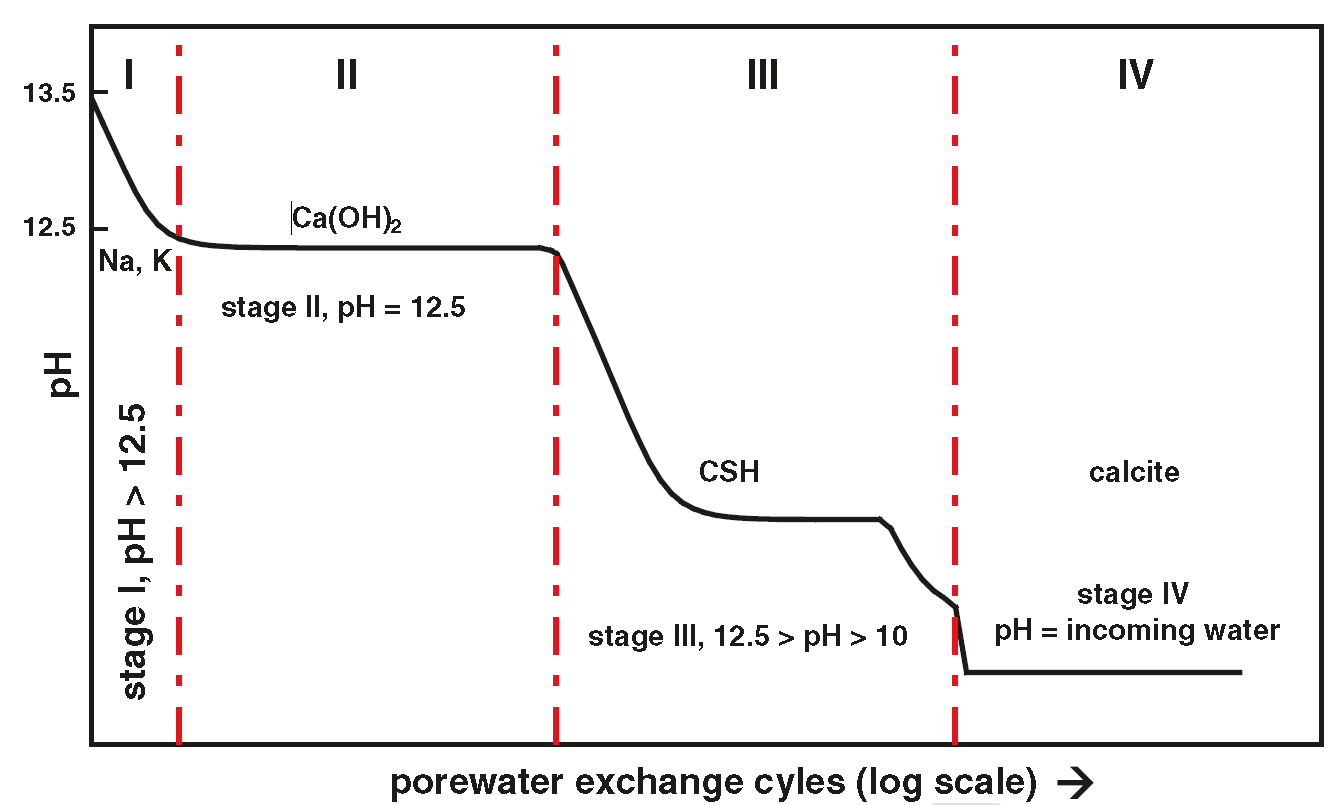 I
II
III
IV
13.5
12.5
Ca(OH)₂
Na, K
stage II, pH = 12.5
pH
stage I, pH > 12.5
CSH
calcite
stage III, 12.5 > pH > 10
stage IV
pH = incoming water
porewater exchange cyles (log scale) →